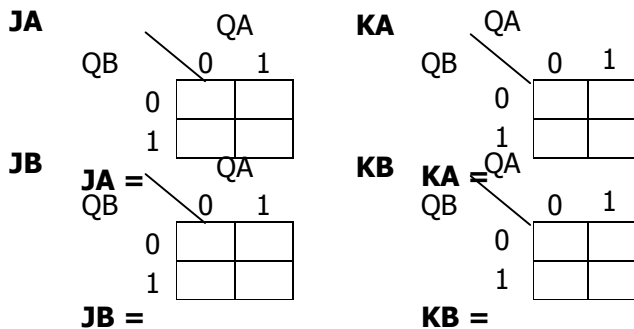 JA QA
QB 0 1
0
1
JA =
KA QA
QB 0 1
0
1
KA =
JB QA
QB 0 1
0
1
JB =
KB QA
QB 0 1
0
1
KB =